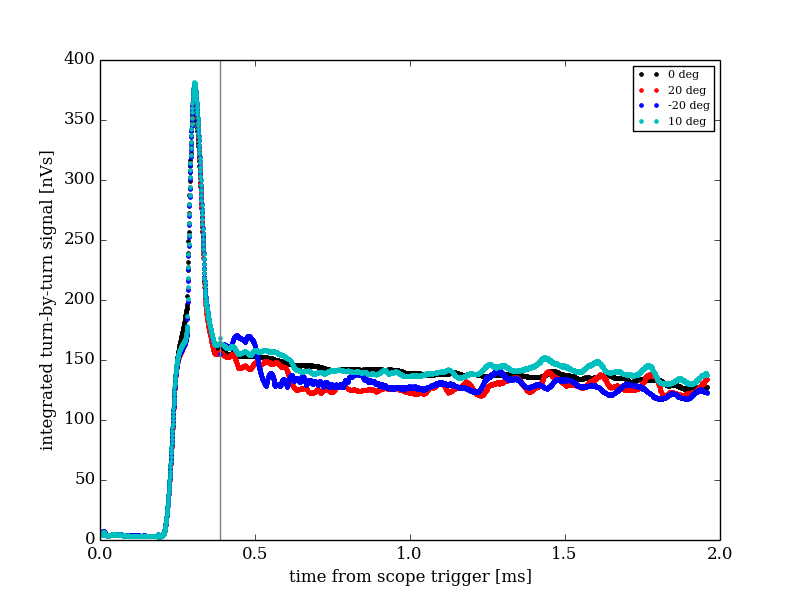 400
350
300
250
200
150
100
50
0
0.0
0.5
1.0
1.5
2.0
integrated turn-by-turn signal [nVs]
time from scope trigger [ms]
0 deg
20 deg
-20 deg
10 deg